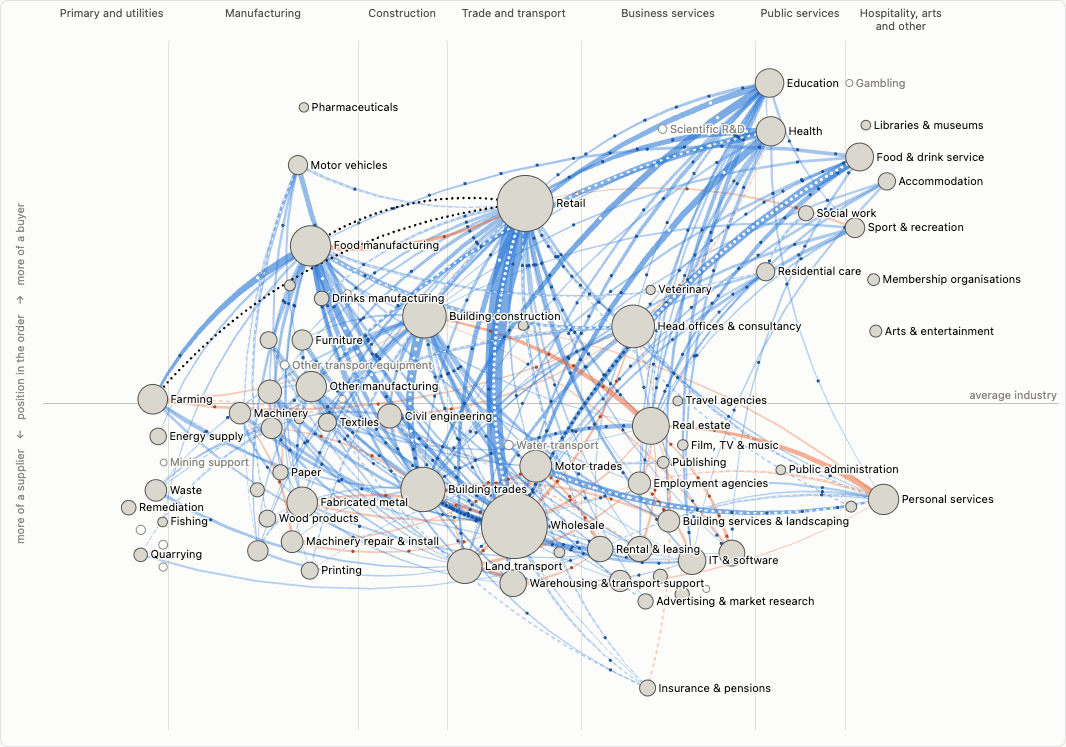 Primary and utilities
Manufacturing
Construction
Trade and transport
Business services
Public services
Hospitality, arts
and other
more of a supplier ← position in the order → more of a buyer
Education
Gambling
Pharmaceuticals
Libraries & museums
Scientific R&D
Health
Food & drink service
Motor vehicles
Accommodation
Retail
Social work
Sport & recreation
Food manufacturing
Residential care
Membership organisations
Veterinary
Drinks manufacturing
Building construction
Head offices & consultancy
Arts & entertainment
Furniture
Other transport equipment
Other manufacturing
average industry
Farming
Travel agencies
Machinery
Civil engineering
Textiles
Real estate
Energy supply
Water transport
Film, TV & music
Mining support
Motor trades
Publishing
Public administration
Paper
Employment agencies
Waste
Building trades
Personal services
Fabricated metal
Remediation
Wood products
Fishing
Building services & landscaping
Wholesale
Machinery repair & install
Rental & leasing
Quarrying
IT & software
Land transport
Printing
Warehousing & transport support
Advertising & market research
Insurance & pensions